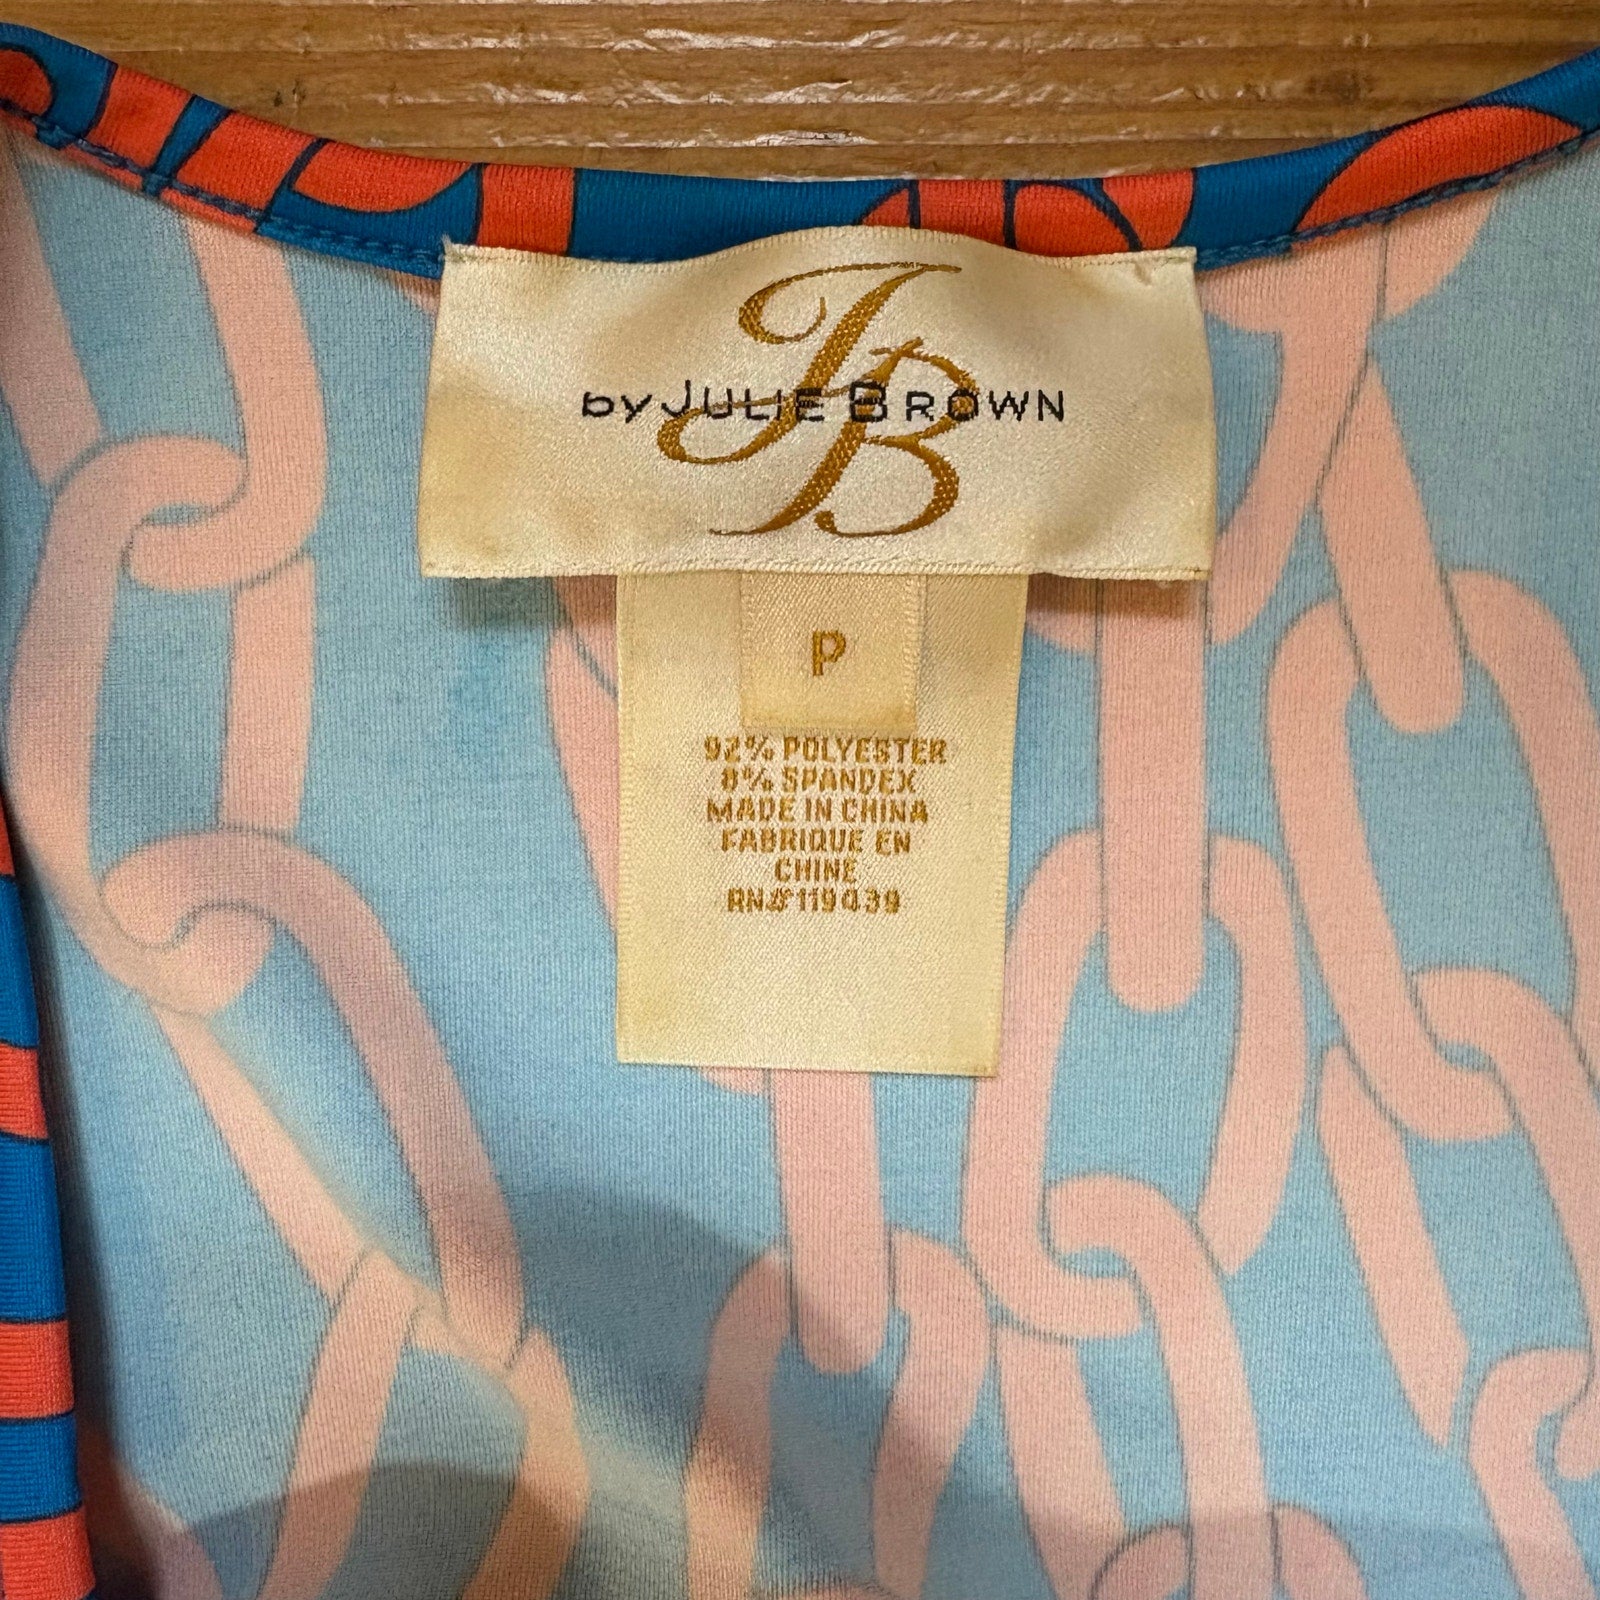 JB
by JULIE BROWN
P
92% POLYESTER
8% SPANDEX
MADE IN CHINA
FABRIQUE EN
CHINE
RN#119439